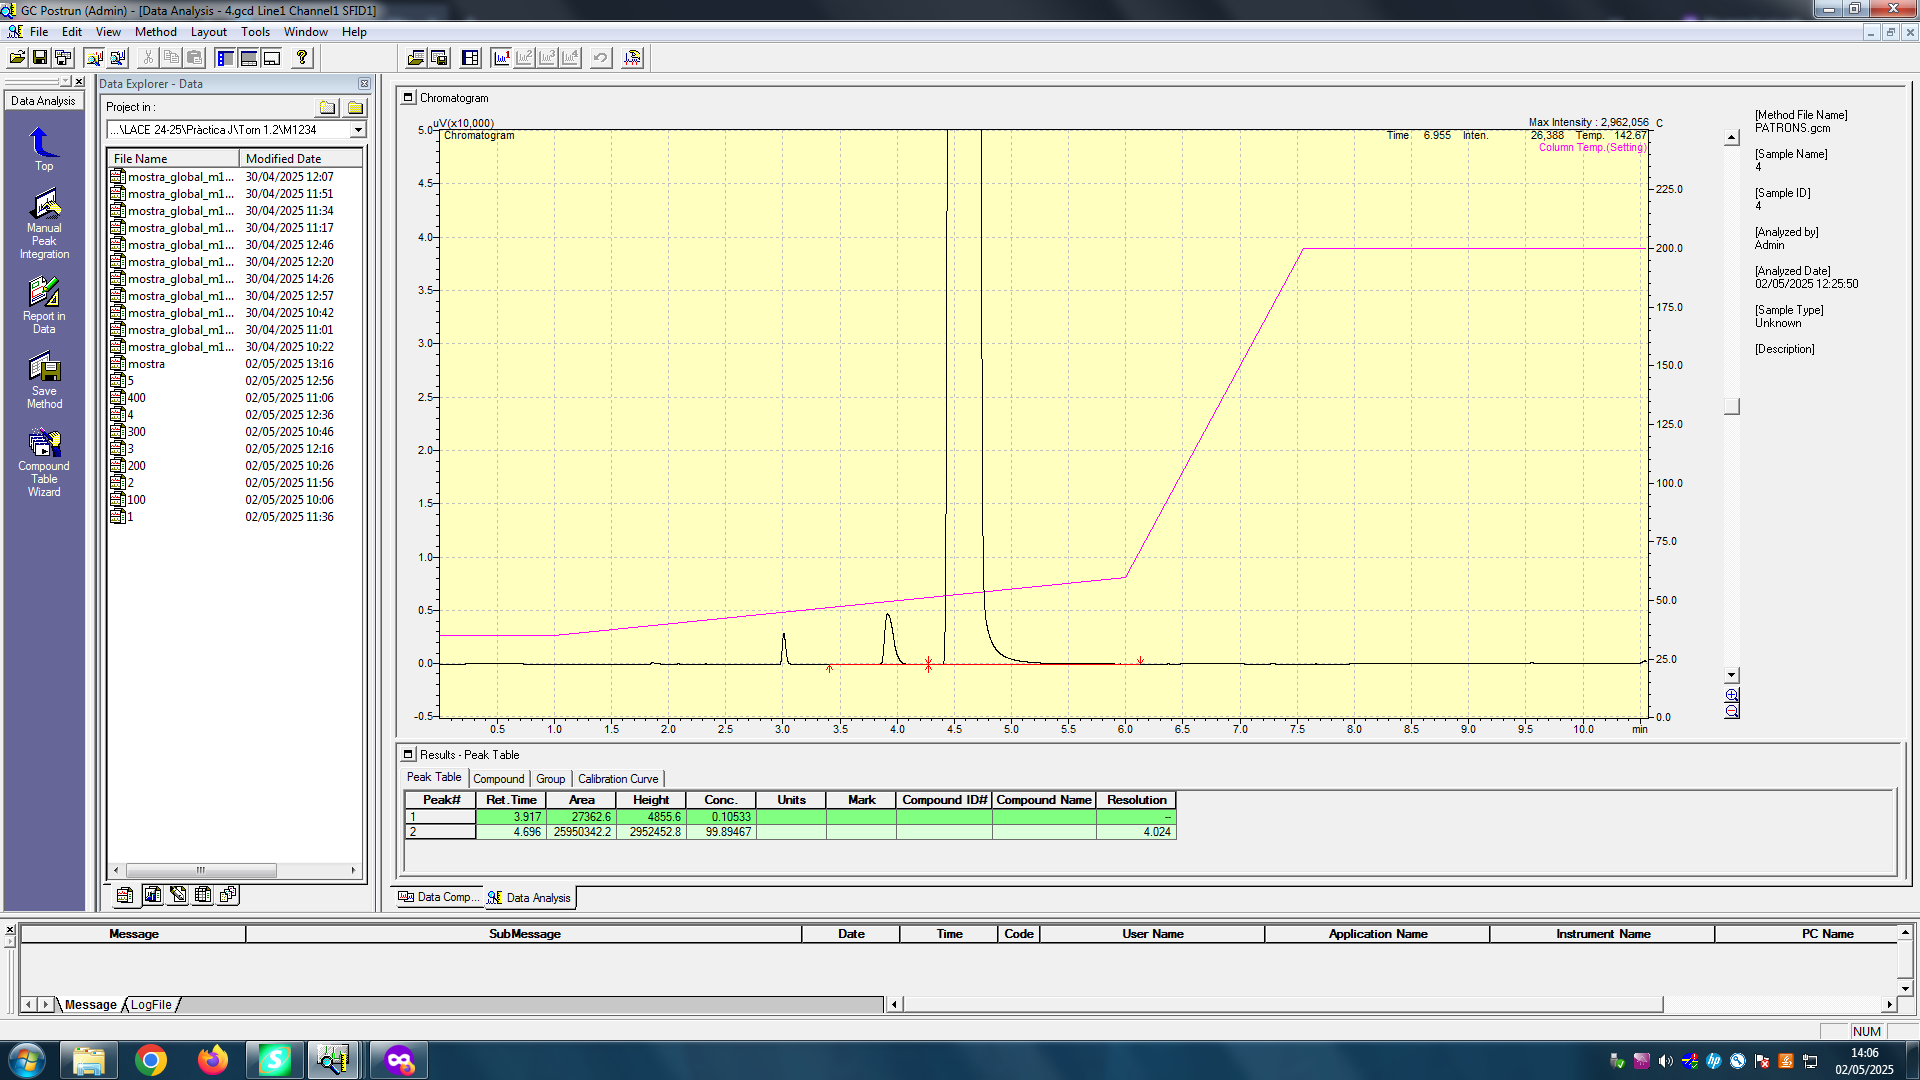 GC Postrun (Admin) - [Data Analysis - 4.gcd Line1 Channel1 SFID1]
File Edit View Method Layout Tools Window Help
Data Analysis
Top
Manual
Peak
Integration
Report in
Data
Save
Method
Compound
Table
Wizard
Data Explorer - Data
Project in :
...\LACE 24-25\Pràctica J\Torn 1.2\M1234
File Name Modified Date
mostra_global_m1... 30/04/2025 12:07
mostra_global_m1... 30/04/2025 11:51
mostra_global_m1... 30/04/2025 11:34
mostra_global_m1... 30/04/2025 11:17
mostra_global_m1... 30/04/2025 12:46
mostra_global_m1... 30/04/2025 12:20
mostra_global_m1... 30/04/2025 14:26
mostra_global_m1... 30/04/2025 12:57
mostra_global_m1... 30/04/2025 10:42
mostra_global_m1... 30/04/2025 11:01
mostra_global_m1... 30/04/2025 10:22
mostra 02/05/2025 13:16
5 02/05/2025 12:56
400 02/05/2025 11:06
4 02/05/2025 12:36
300 02/05/2025 10:46
3 02/05/2025 12:16
200 02/05/2025 10:26
2 02/05/2025 11:56
100 02/05/2025 10:06
1 02/05/2025 11:36
Chromatogram
uV(x10,000)
Max Intensity : 2,962,056 C
Chromatogram
Time 6.955 Inten. 26,388 Temp. 142.67
Column Temp.(Setting)
5.0
4.5
4.0
3.5
3.0
2.5
2.0
1.5
1.0
0.5
0.0
-0.5
225.0
200.0
175.0
150.0
125.0
100.0
75.0
50.0
25.0
0.0
0.5 1.0 1.5 2.0 2.5 3.0 3.5 4.0 4.5 5.0 5.5 6.0 6.5 7.0 7.5 8.0 8.5 9.0 9.5 10.0 min
[Method File Name]
PATRONS.gcm
[Sample Name]
4
[Sample ID]
4
[Analyzed by]
Admin
[Analyzed Date]
02/05/2025 12:25:50
[Sample Type]
Unknown
[Description]
Results - Peak Table
Peak Table Compound Group Calibration Curve
Peak# Ret.Time Area Height Conc. Units Mark Compound ID# Compound Name Resolution
1 3.917 27362.6 4855.6 0.10533 --
2 4.696 25950342.2 2952452.8 99.89467 4.024
Data Comp... Data Analysis
Message SubMessage Date Time Code User Name Application Name Instrument Name PC Name
Message LogFile
NUM
14:06
02/05/2025